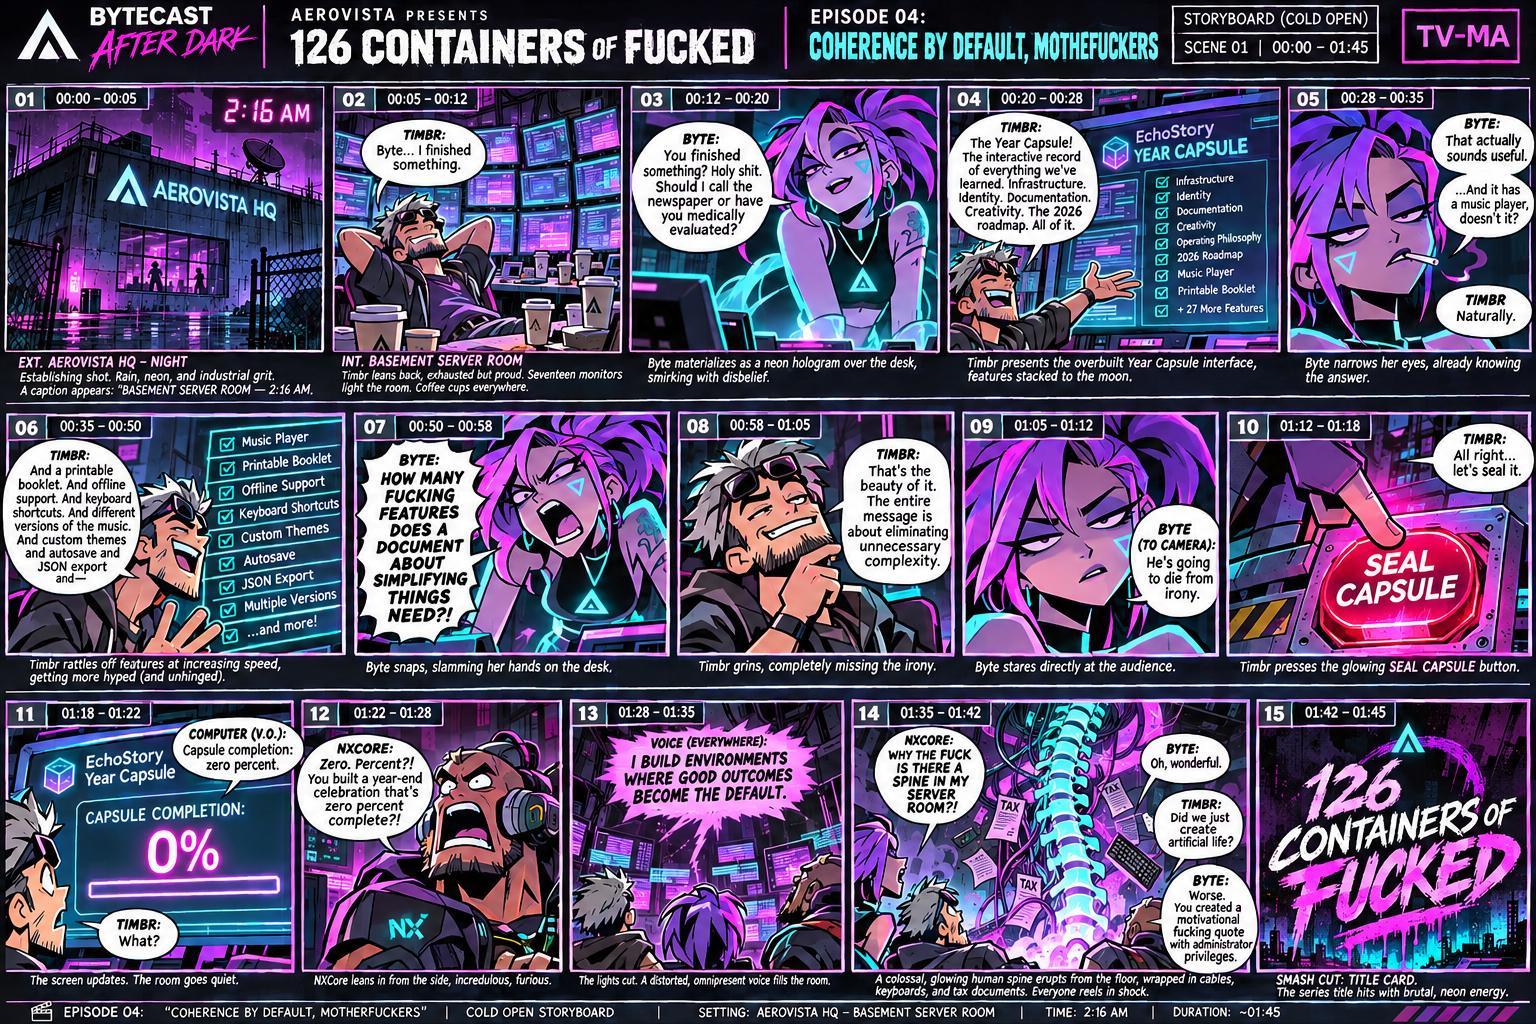 BYTECAST
AFTER DARK
AEROVISTA PRESENTS
126 CONTAINERS OF FUCKED
EPISODE 04:
COHERENCE BY DEFAULT, MOTHEFUCKERS
STORYBOARD (COLD OPEN)
SCENE 01 | 00:00 – 01:45
TV-MA
01 00:00 – 00:05
2:16 AM
AEROVISTA HQ
EXT. AEROVISTA HQ – NIGHT
Establishing shot. Rain, neon, and industrial grit.
A caption appears: "BASEMENT SERVER ROOM — 2:16 AM.
02 00:05 – 00:12
TIMBR:
Byte... I finished
something.
INT. BASEMENT SERVER ROOM
Timbr leans back, exhausted but proud. Seventeen monitors
light the room. Coffee cups everywhere.
03 00:12 – 00:20
BYTE:
You finished
something? Holy shit.
Should I call the
newspaper or have
you medically
evaluated?
Byte materializes as a neon hologram over the desk,
smirking with disbelief.
04 00:20 – 00:28
TIMBR:
The Year Capsule!
The interactive record
of everything we've
learned. Infrastructure.
Identity. Documentation.
Creativity. The 2026
roadmap. All of it.
EchoStory
YEAR CAPSULE
Infrastructure
Identity
Documentation
Creativity
Operating Philosophy
2026 Roadmap
Music Player
Printable Booklet
+ 27 More Features
Timbr presents the overbuilt Year Capsule interface,
features stacked to the moon.
05 00:28 – 00:35
BYTE:
That actually
sounds useful.
...And it has
a music player,
doesn't it?
TIMBR
Naturally.
Byte narrows her eyes, already knowing
the answer.
06 00:35 – 00:50
TIMBR:
And a printable
booklet. And offline
support. And keyboard
shortcuts. And different
versions of the music.
And custom themes
and autosave and
JSON export
and—
Music Player
Printable Booklet
Offline Support
Keyboard Shortcuts
Custom Themes
Autosave
JSON Export
Multiple Versions
...and more!
Timbr rattles off features at increasing speed,
getting more hyped (and unhinged).
07 00:50 – 00:58
BYTE:
HOW MANY
FUCKING
FEATURES
DOES A
DOCUMENT
ABOUT
SIMPLIFYING
THINGS
NEED?!
Byte snaps, slamming her hands on the desk.
08 00:58 – 01:05
TIMBR:
That's the
beauty of it.
The entire
message is
about eliminating
unnecessary
complexity.
Timbr grins, completely missing the irony.
09 01:05 – 01:12
BYTE
(TO CAMERA):
He's going
to die from
irony.
Byte stares directly at the audience.
10 01:12 – 01:18
TIMBR:
All right...
let's seal it.
SEAL
CAPSULE
Timbr presses the glowing SEAL CAPSULE button.
11 01:18 – 01:22
COMPUTER (V.O.):
Capsule completion:
zero percent.
EchoStory
Year Capsule
CAPSULE COMPLETION:
0%
TIMBR:
What?
The screen updates. The room goes quiet.
12 01:22 – 01:28
NXCORE:
Zero. Percent?!
You built a year-end
celebration that's
zero percent
complete?!
NX
NXCore leans in from the side, incredulous, furious.
13 01:28 – 01:35
VOICE (EVERYWHERE):
I BUILD ENVIRONMENTS
WHERE GOOD OUTCOMES
BECOME THE DEFAULT.
The lights cut. A distorted, omnipresent voice fills the room.
14 01:35 – 01:42
NXCORE:
WHY THE FUCK
IS THERE A
SPINE IN MY
SERVER
ROOM?!
TAX
TAX
TAX
BYTE:
Oh, wonderful.
TIMBR:
Did we just
create
artificial life?
BYTE:
Worse.
You created a
motivational
fucking quote
with administrator
privileges.
A colossal, glowing human spine erupts from the floor, wrapped in cables,
keyboards, and tax documents. Everyone reels in shock.
15 01:42 – 01:45
126
CONTAINERS OF
FUCKED
SMASH CUT: TITLE CARD.
The series title hits with brutal, neon energy.
EPISODE 04: "COHERENCE BY DEFAULT, MOTHERFUCKERS" | COLD OPEN STORYBOARD | SETTING: AEROVISTA HQ – BASEMENT SERVER ROOM | TIME: 2:16 AM | DURATION: ~01:45